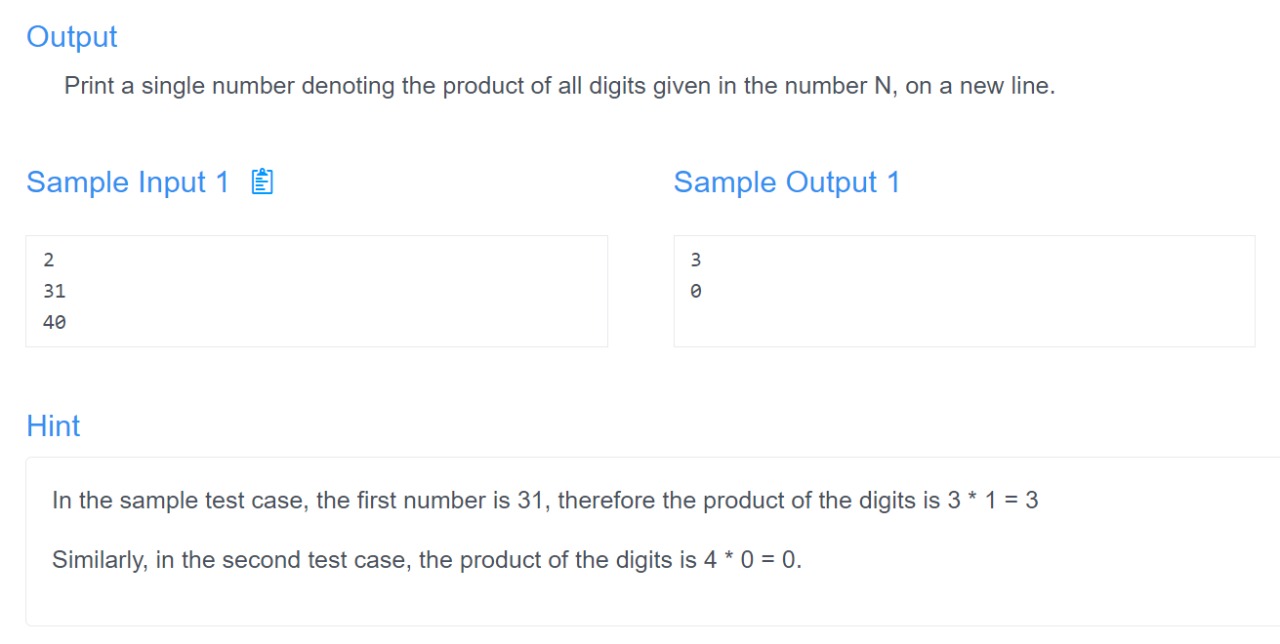 Output
Print a single number denoting the product of all digits given in the number N, on a new line.
Sample Input 1
2
31
40
Sample Output 1
3
0
Hint
In the sample test case, the first number is 31, therefore the product of the digits is 3 * 1 = 3
Similarly, in the second test case, the product of the digits is 4 * 0 = 0.